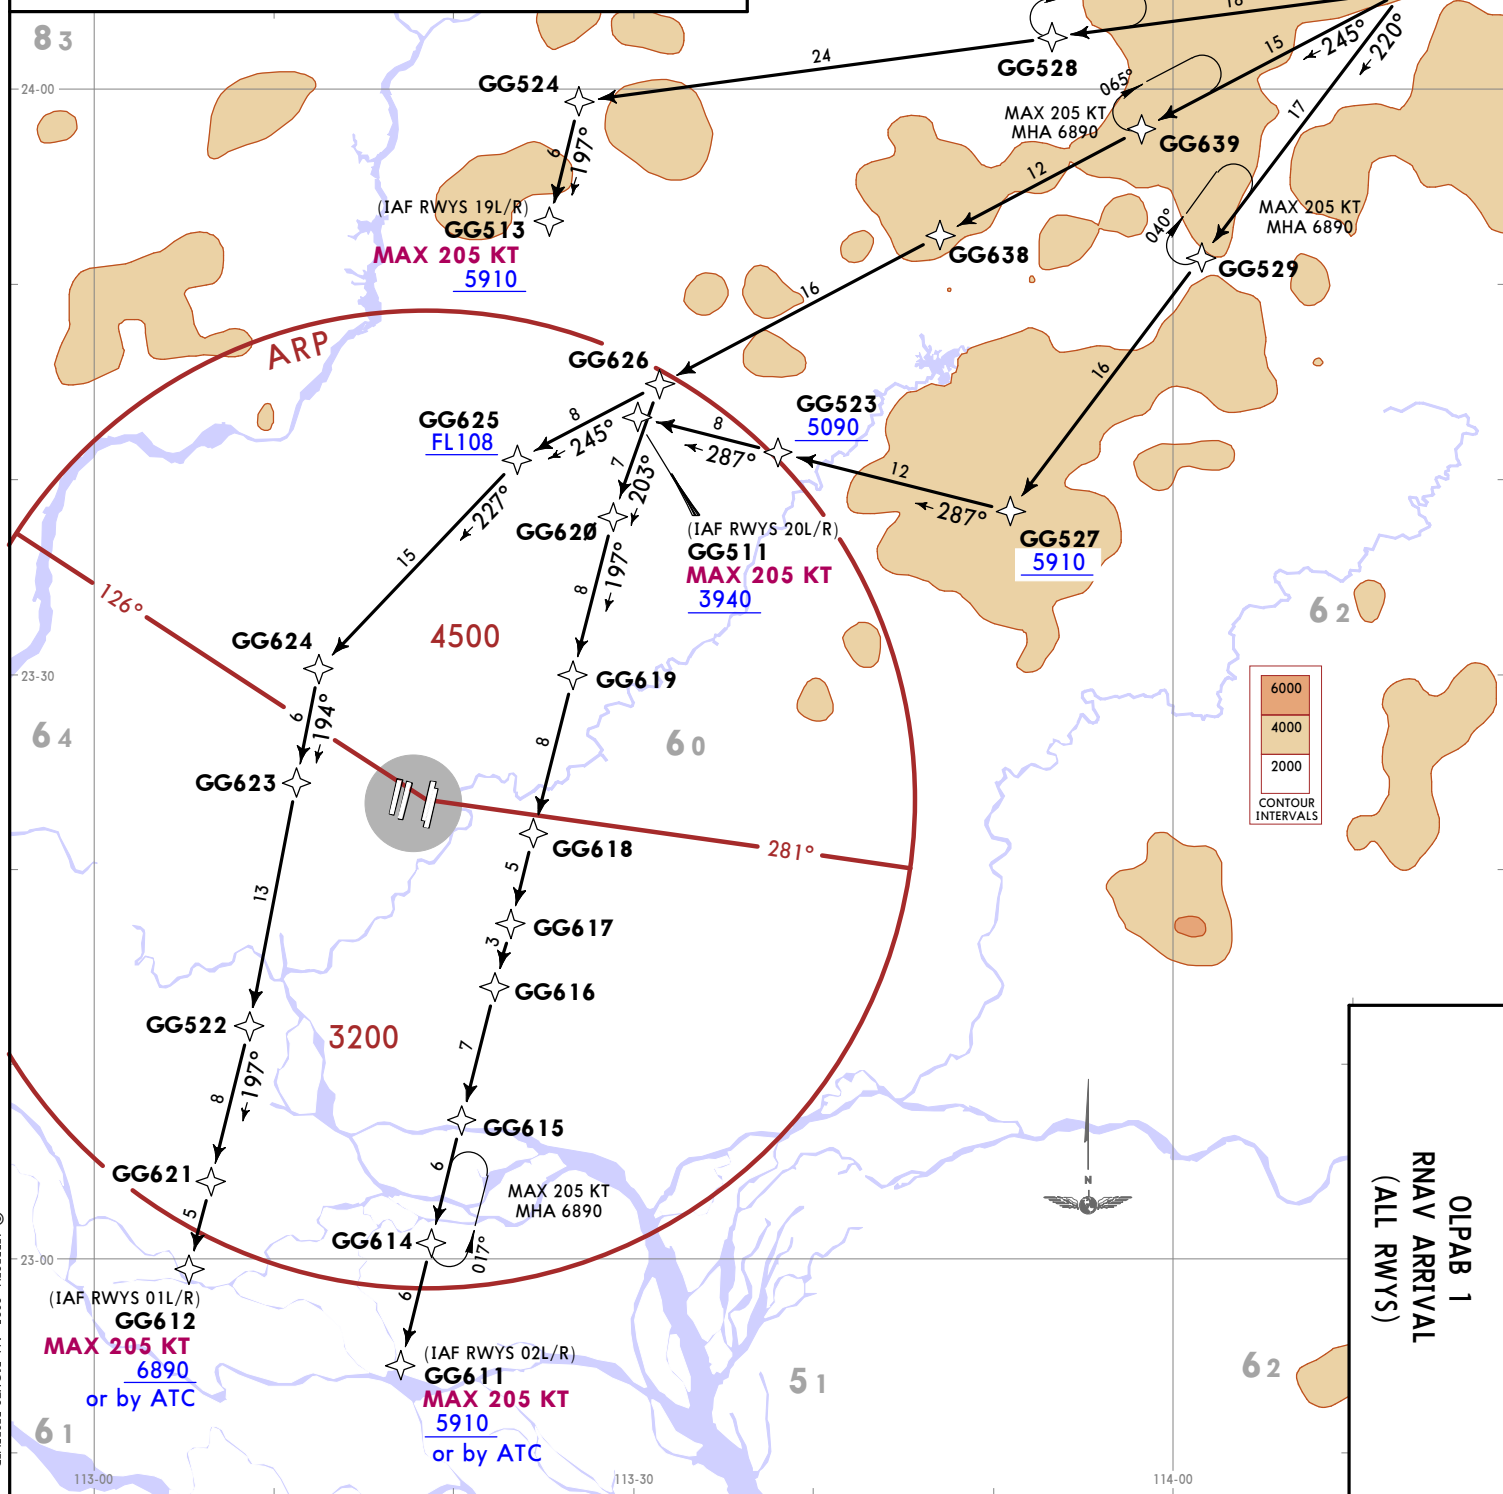 83
24-00
GG524
24
GG528
18
15
←245°
←220°
17
065°
MAX 205 KT
MHA 6890
GG639
12
6
←197°
(IAF RWYS 19L/R)
GG513
MAX 205 KT
5910
040°
MAX 205 KT
MHA 6890
GG529
GG638
16
ARP
GG626
GG625
FL108
8
←245°
8
←287°
GG523
5090
16
12
←287°
GG527
5910
7
←203°
←227°
GG620
(IAF RWYS 20L/R)
GG511
MAX 205 KT
3940
15
8
←197°
126°
4500
62
GG624
GG619
23-30
6
←194°
6000
4000
2000
CONTOUR
INTERVALS
64
60
8
GG623
GG618
281°
5
13
GG617
3
GG616
GG522
3200
7
←197°
8
GG615
GG621
6
MAX 205 KT
MHA 6890
5
GG614
017°
23-00
6
(IAF RWYS 01L/R)
GG612
MAX 205 KT
6890
or by ATC
(IAF RWYS 02L/R)
GG611
MAX 205 KT
5910
or by ATC
N
51
62
61
OLPAB 1
RNAV ARRIVAL
(ALL RWYS)
113-00
113-30
114-00